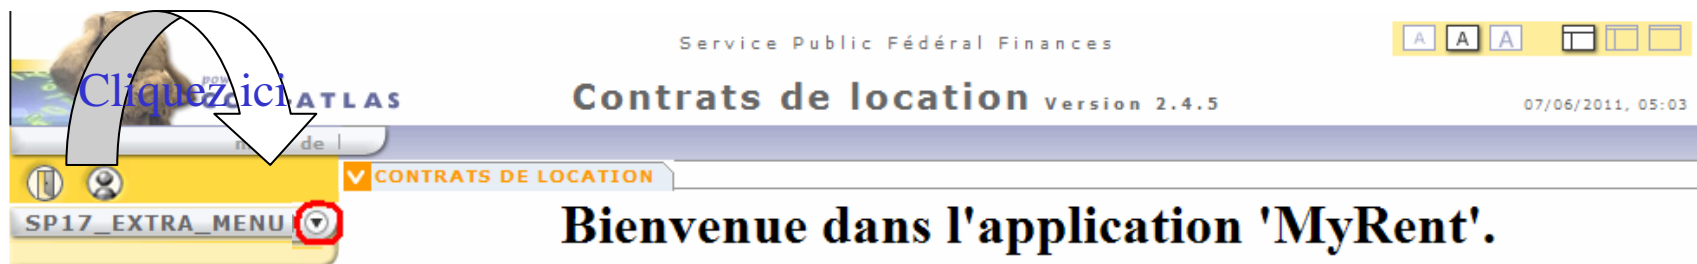 Service Public Fédéral Finances
A A A
Cliquez ici
ATLAS
Contrats de location Version 2.4.5
07/06/2011, 05:03
de
CONTRATS DE LOCATION
SP17_EXTRA_MENU
Bienvenue dans l'application 'MyRent'.